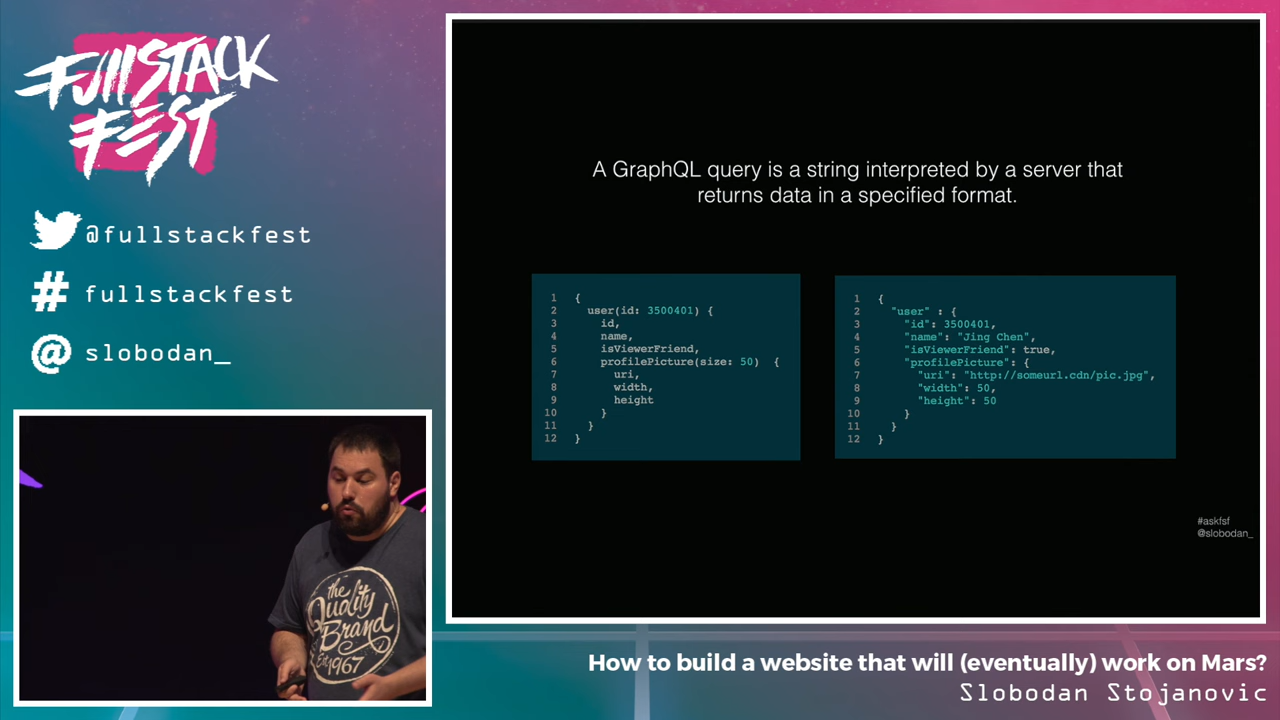 FullSTACK
FEST
@fullstackfest
# fullstackfest
@ slobodan_
the
Quality
Brand
Est 1967
A GraphQL query is a string interpreted by a server that
returns data in a specified format.
1 {
2 user(id: 3500401) {
3 id,
4 name,
5 isViewerFriend,
6 profilePicture(size: 50) {
7 uri,
8 width,
9 height
10 }
11 }
12 }
1 {
2 "user" : {
3 "id": 3500401,
4 "name": "Jing Chen",
5 "isViewerFriend": true,
6 "profilePicture": {
7 "uri": "http://someurl.cdn/pic.jpg",
8 "width": 50,
9 "height": 50
10 }
11 }
12 }
#askfsf
@slobodan_
How to build a website that will (eventually) work on Mars?
Slobodan Stojanovic